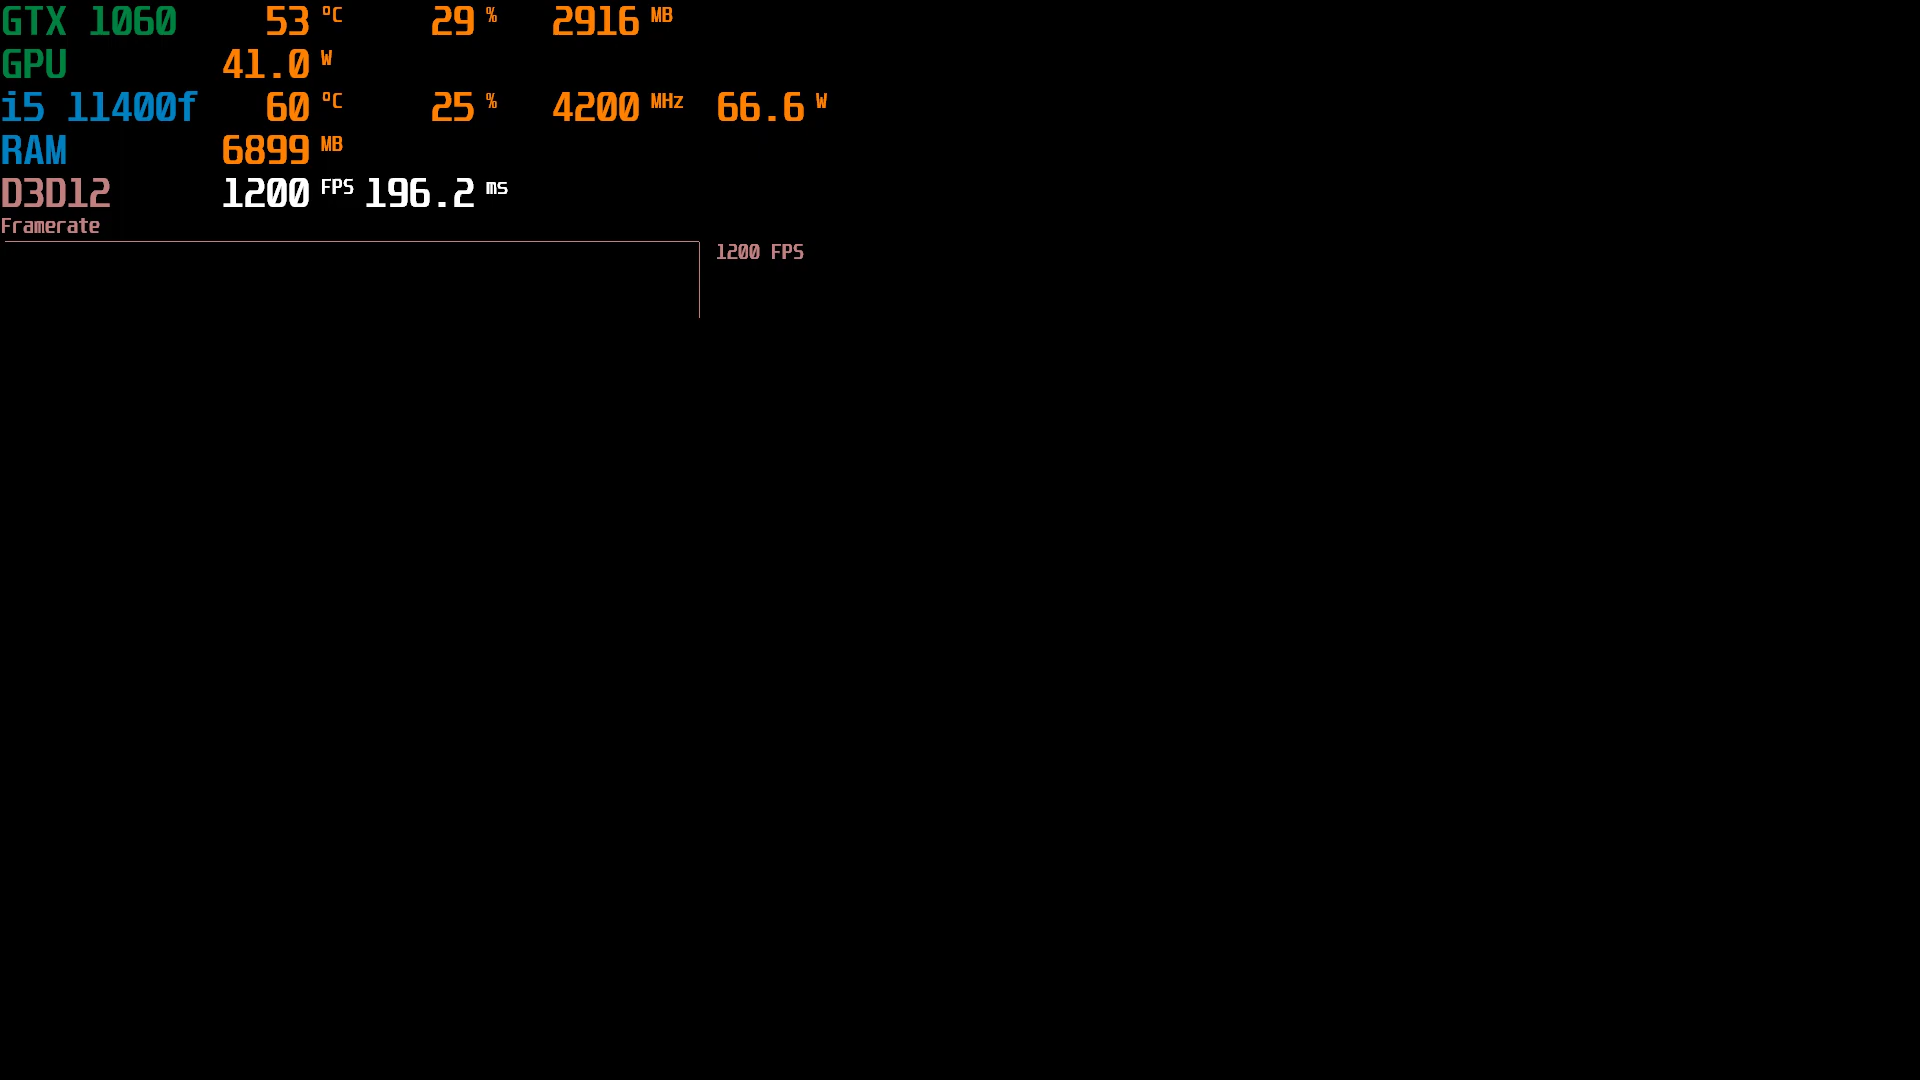 GTX 1060 53 °C 29 % 2916 MB
GPU 41.0 W
i5 11400f 60 °C 25 % 4200 MHz 66.6 W
RAM 6899 MB
D3D12 1200 FPS 196.2 ms
Framerate
1200 FPS